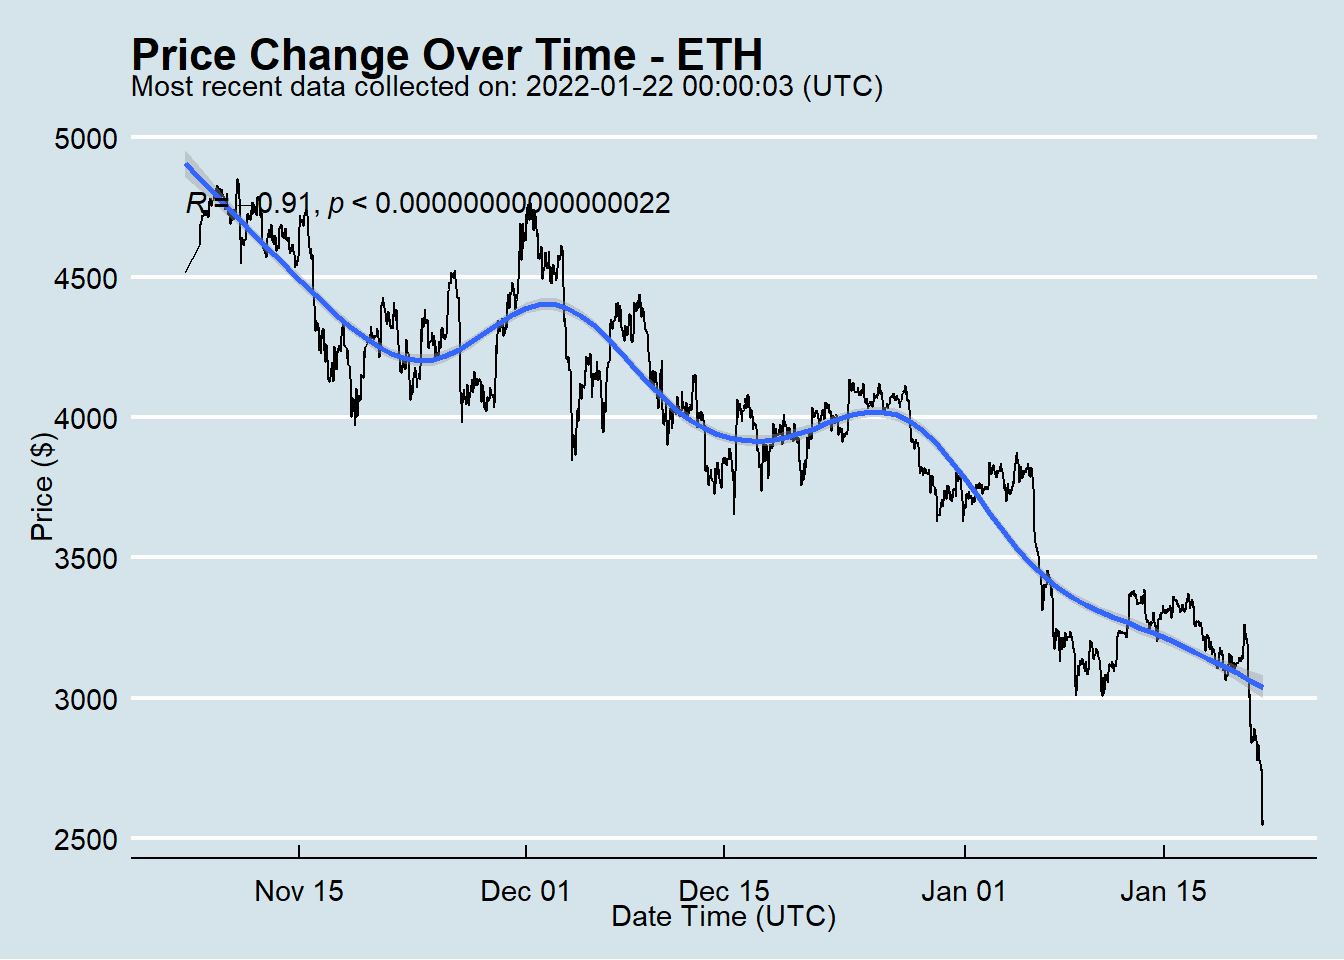 Price Change Over Time - ETH
Most recent data collected on: 2022-01-22 00:00:03 (UTC)
5000
R = −0.91, p < 0.00000000000000022
4500
4000
Price ($)
3500
3000
2500
Nov 15 Dec 01 Dec 15 Jan 01 Jan 15
Date Time (UTC)